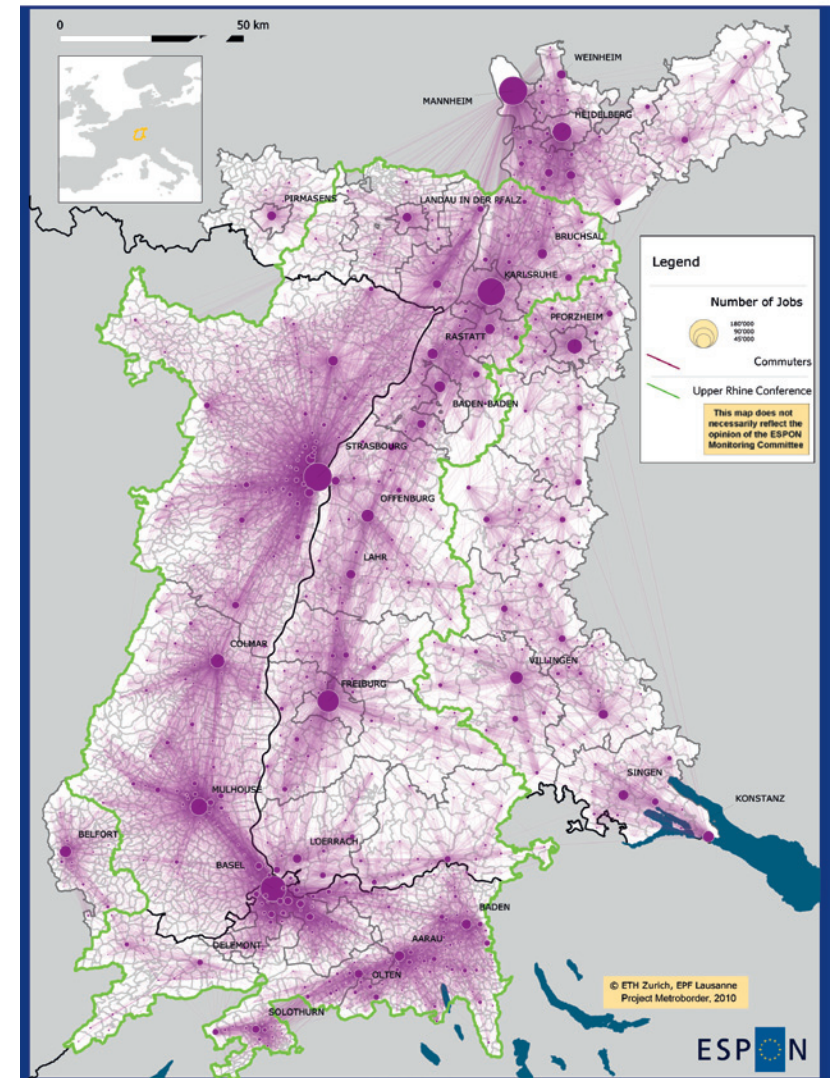 0
50 km
WEINHEIM
MANNHEIM
HEIDELBERG
PIRMASENS
LANDAU IN DER PFALZ
BRUCHSAL
KARLSRUHE
Legend
Number of Jobs
180'000
90'000
45'000
Commuters
Upper Rhine Conference
This map does not
necessarily reflect the
opinion of the ESPON
Monitoring Committee
PFORZHEIM
RASTATT
BADEN-BADEN
STRASBOURG
OFFENBURG
LAHR
COLMAR
FREIBURG
VILLINGEN
SINGEN
KONSTANZ
MULHOUSE
BELFORT
LOERRACH
BASEL
BADEN
DELEMONT
AARAU
OLTEN
SOLOTHURN
© ETH Zurich, EPF Lausanne
Project Metroborder, 2010
ESPON